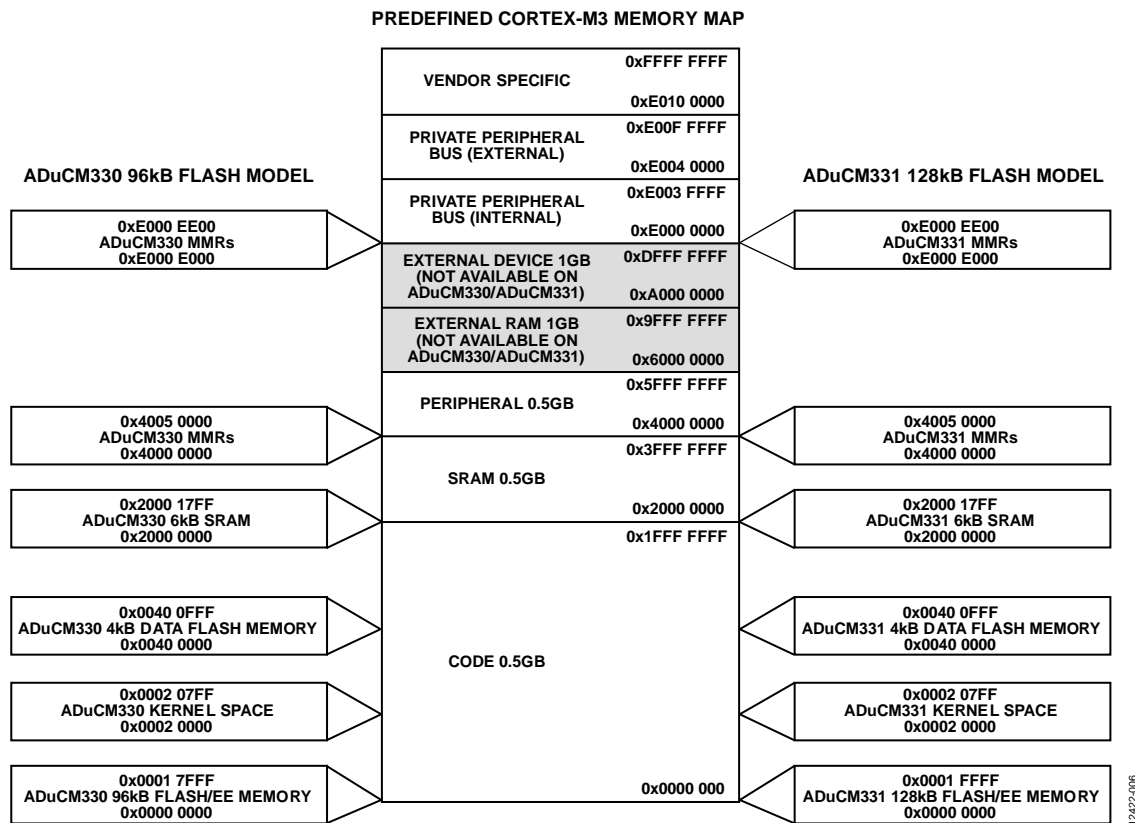 PREDEFINED CORTEX-M3 MEMORY MAP
0xFFFF FFFF
VENDOR SPECIFIC
0xE010 0000
0xE00F FFFF
PRIVATE PERIPHERAL
BUS (EXTERNAL)
0xE004 0000
0xE003 FFFF
PRIVATE PERIPHERAL
BUS (INTERNAL)
0xE000 0000
EXTERNAL DEVICE 1GB
(NOT AVAILABLE ON
ADuCM330/ADuCM331)
0xDFFF FFFF
0xA000 0000
EXTERNAL RAM 1GB
(NOT AVAILABLE ON
ADuCM330/ADuCM331)
0x9FFF FFFF
0x6000 0000
0x5FFF FFFF
PERIPHERAL 0.5GB
0x4000 0000
0x3FFF FFFF
SRAM 0.5GB
0x2000 0000
0x1FFF FFFF
CODE 0.5GB
0x0000 000
ADuCM330 96kB FLASH MODEL
0xE000 EE00
ADuCM330 MMRs
0xE000 E000
0x4005 0000
ADuCM330 MMRs
0x4000 0000
0x2000 17FF
ADuCM330 6kB SRAM
0x2000 0000
0x0040 0FFF
ADuCM330 4kB DATA FLASH MEMORY
0x0040 0000
0x0002 07FF
ADuCM330 KERNEL SPACE
0x0002 0000
0x0001 7FFF
ADuCM330 96kB FLASH/EE MEMORY
0x0000 0000
ADuCM331 128kB FLASH MODEL
0xE000 EE00
ADuCM331 MMRs
0xE000 E000
0x4005 0000
ADuCM331 MMRs
0x4000 0000
0x2000 17FF
ADuCM331 6kB SRAM
0x2000 0000
0x0040 0FFF
ADuCM331 4kB DATA FLASH MEMORY
0x0040 0000
0x0002 07FF
ADuCM331 KERNEL SPACE
0x0002 0000
0x0001 FFFF
ADuCM331 128kB FLASH/EE MEMORY
0x0000 0000
12422-006